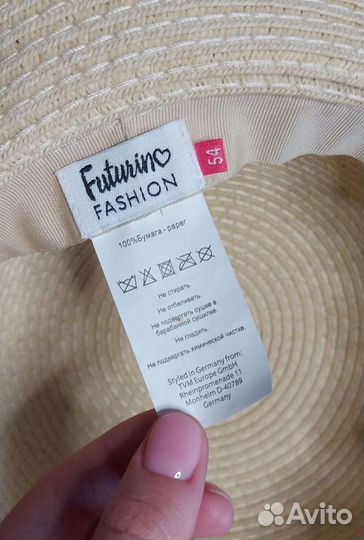 Futurino
FASHION
54
100%Бумага - paper
Не стирать.
Не отбеливать.
Не подвергать сушке в
барабанной сушилке.
Не гладить.
Не подвергать химической чистке.
Styled in Germany from:
TVM Europe GmbH
Rheinpromenade 11
Monheim D-40789
Germany
Avito